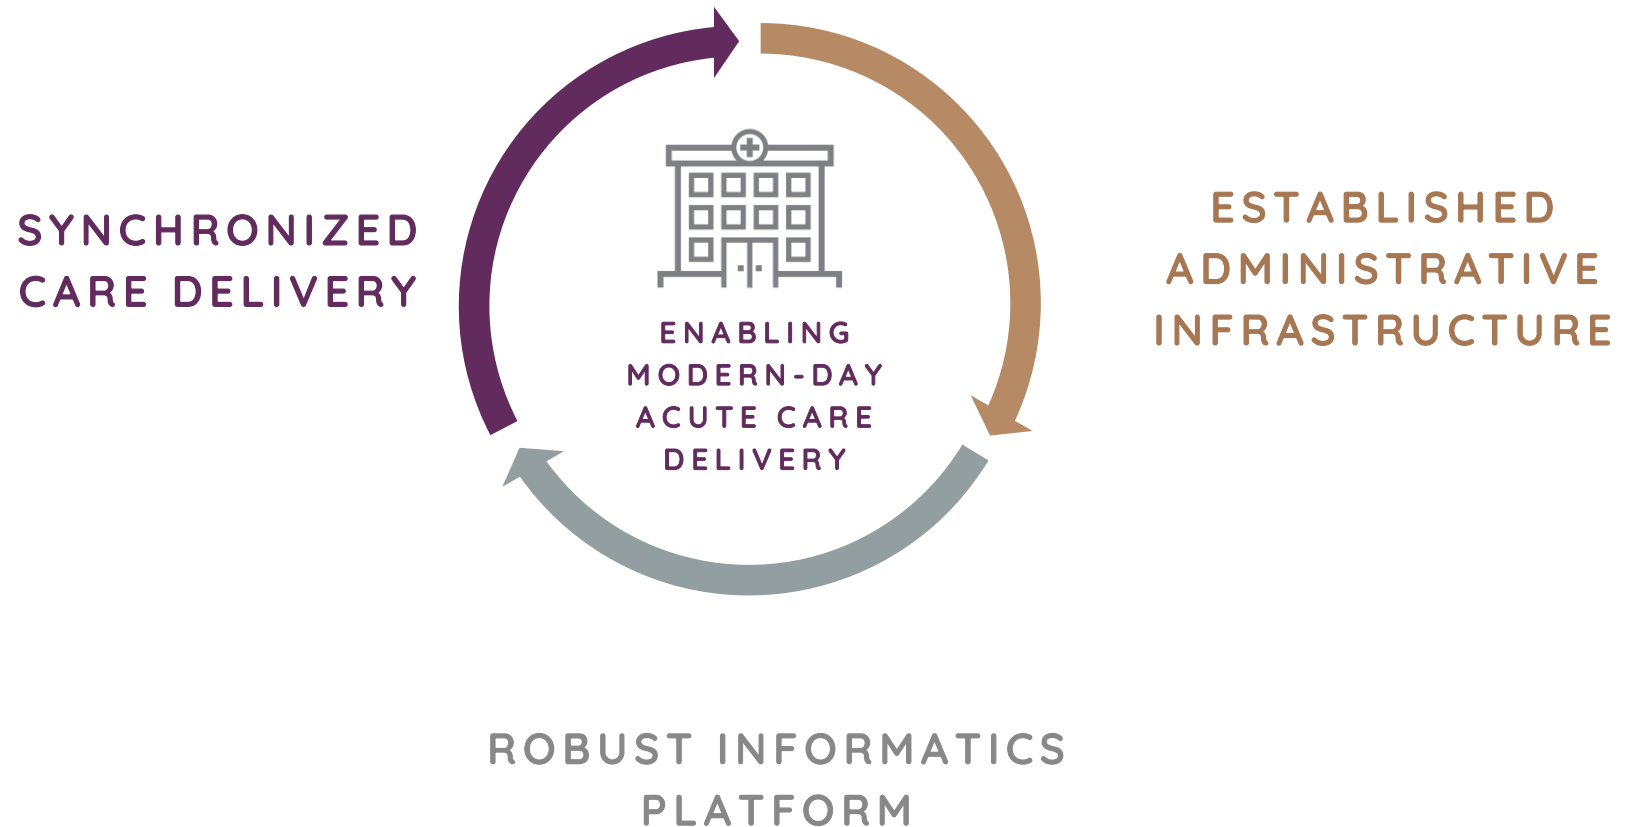 SYNCHRONIZED
CARE DELIVERY
ENABLING
MODERN-DAY
ACUTE CARE
DELIVERY
ESTABLISHED
ADMINISTRATIVE
INFRASTRUCTURE
ROBUST INFORMATICS
PLATFORM